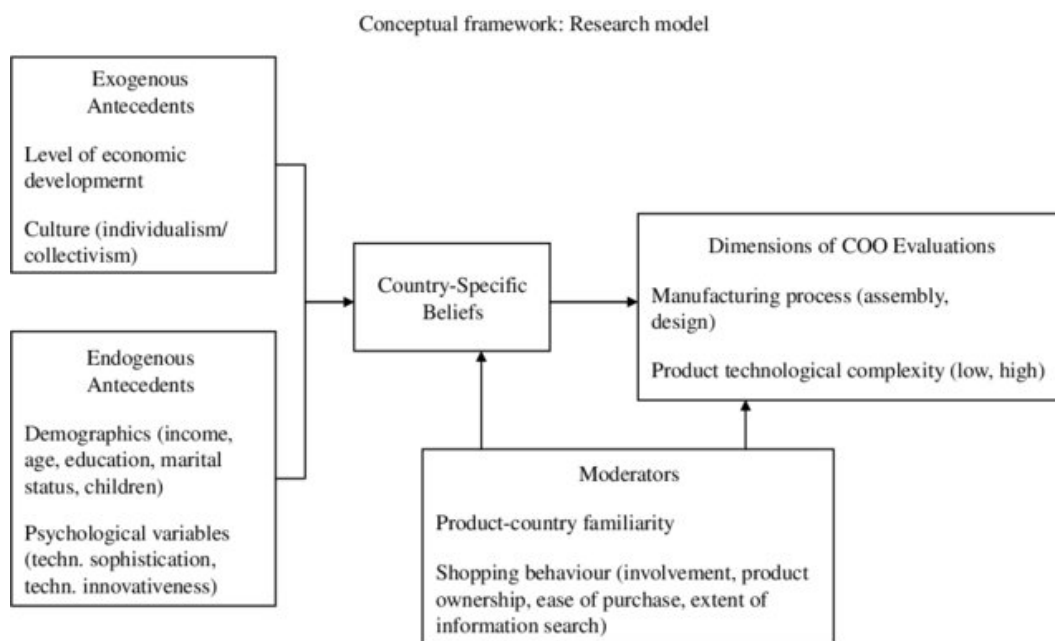 Conceptual framework: Research model
Exogenous
Antecedents
Level of economic
developmernt
Culture (individualism/
collectivism)
Endogenous
Antecedents
Demographics (income,
age, education, marital
status, children)
Psychological variables
(techn. sophistication,
techn. innovativeness)
Country-Specific
Beliefs
Dimensions of COO Evaluations
Manufacturing process (assembly,
design)
Product technological complexity (low, high)
Moderators
Product-country familiarity
Shopping behaviour (involvement, product
ownership, ease of purchase, extent of
information search)